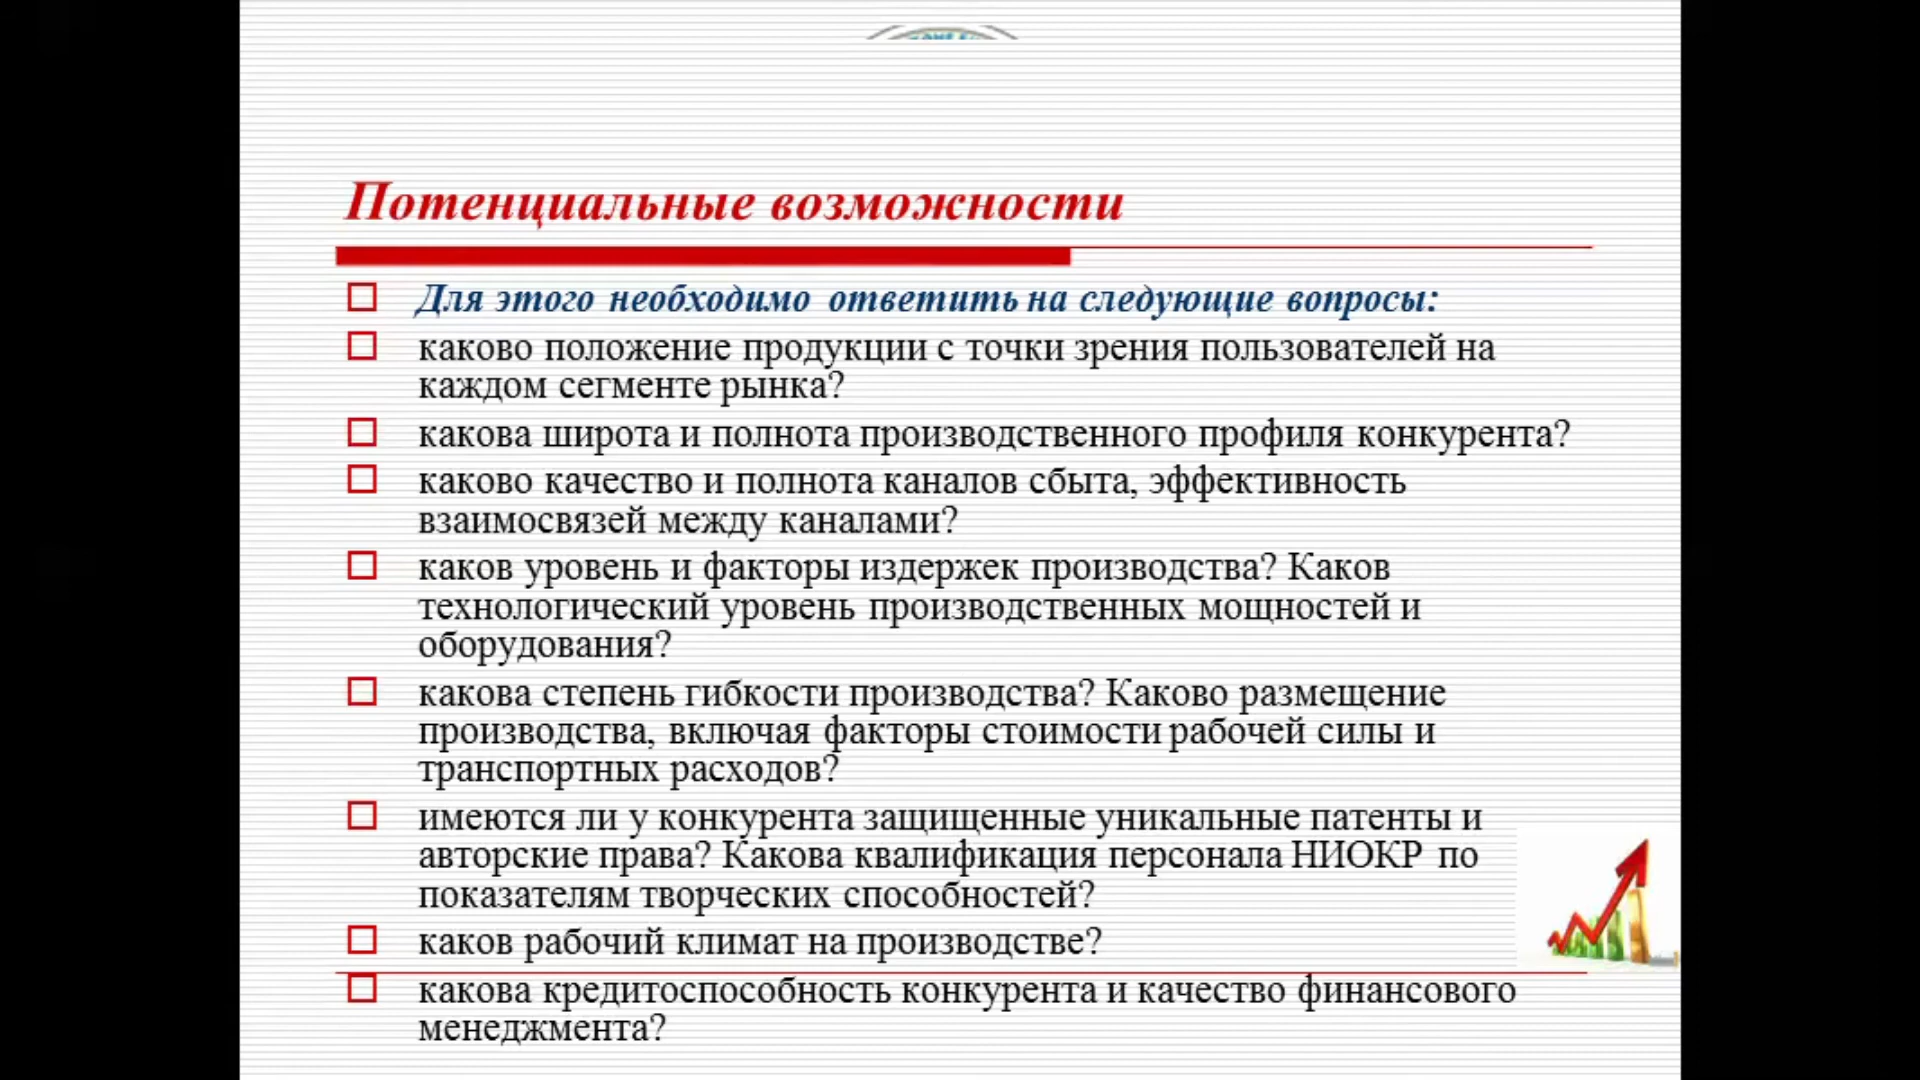 Потенциальные возможности
Для этого необходимо ответить на следующие вопросы:
каково положение продукции с точки зрения пользователей на
каждом сегменте рынка?
какова широта и полнота производственного профиля конкурента?
каково качество и полнота каналов сбыта, эффективность
взаимосвязей между каналами?
каков уровень и факторы издержек производства? Каков
технологический уровень производственных мощностей и
оборудования?
какова степень гибкости производства? Каково размещение
производства, включая факторы стоимости рабочей силы и
транспортных расходов?
имеются ли у конкурента защищенные уникальные патенты и
авторские права? Какова квалификация персонала НИОКР по
показателям творческих способностей?
каков рабочий климат на производстве?
какова кредитоспособность конкурента и качество финансового
менеджмента?